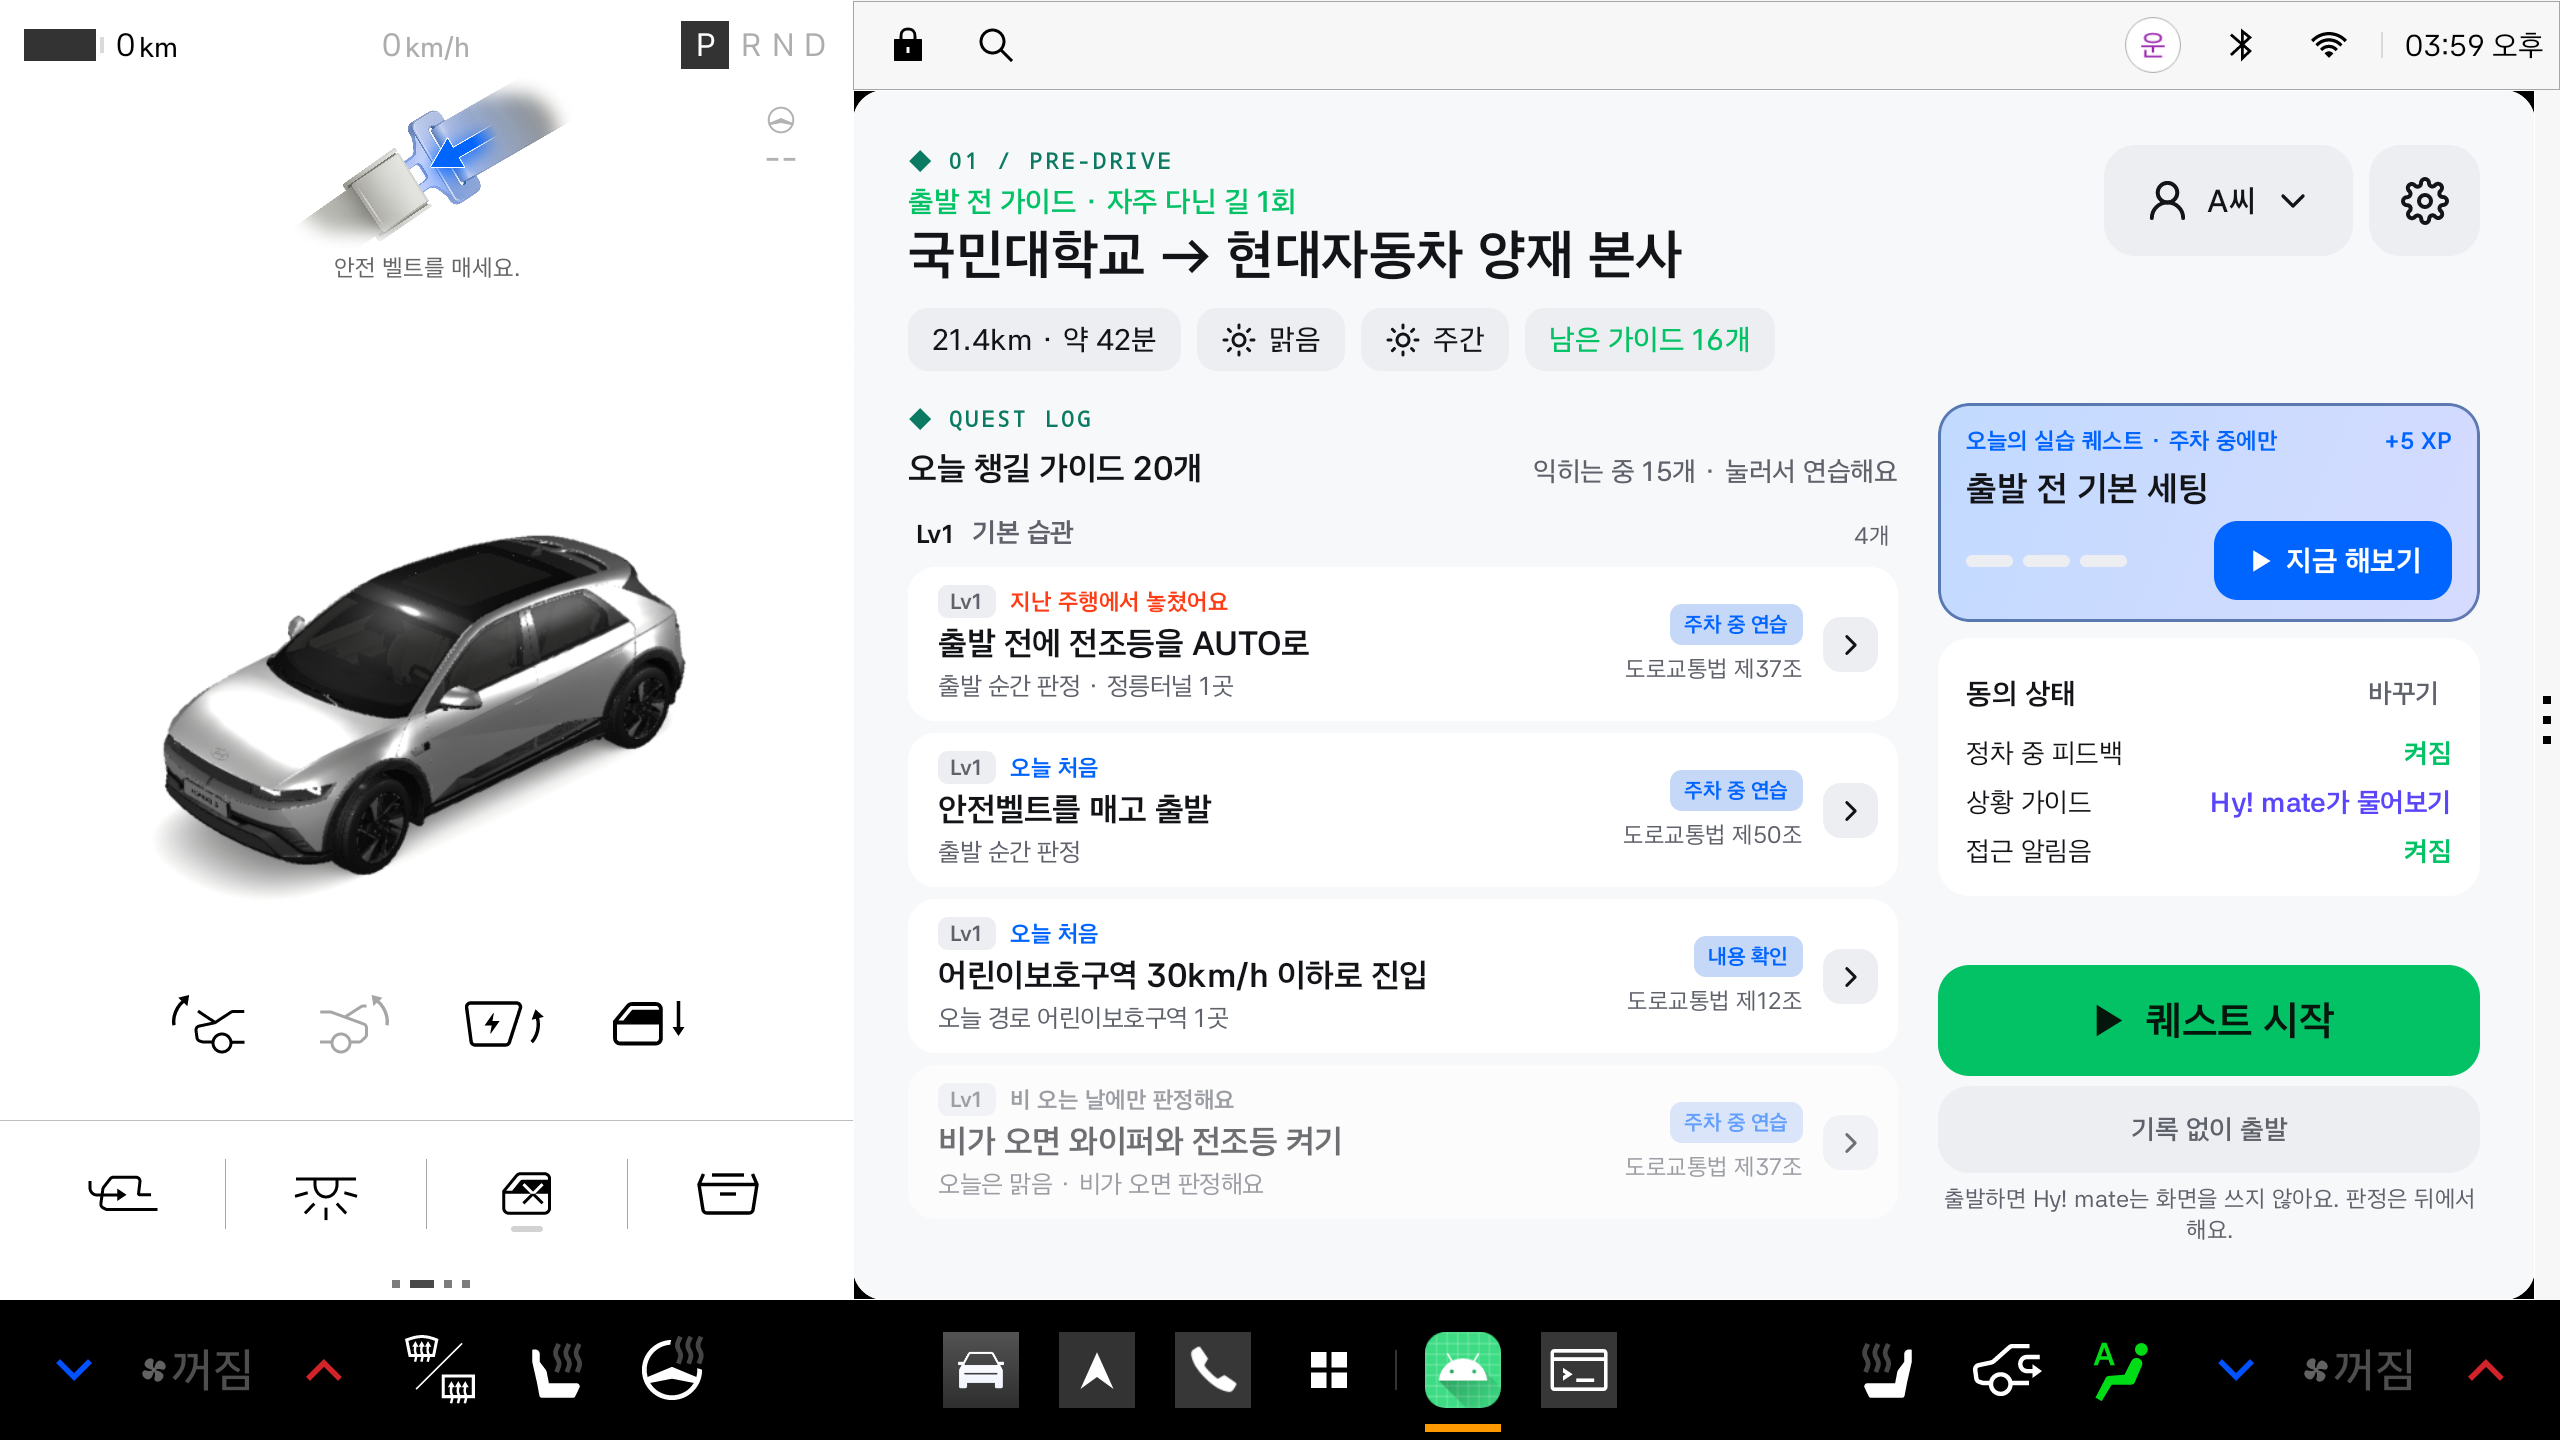 0 km
0 km/h
P R N D
안전 벨트를 매세요.
운
03:59 오후
01 / PRE-DRIVE
출발 전 가이드 · 자주 다닌 길 1회
국민대학교 → 현대자동차 양재 본사
A씨
21.4km · 약 42분
맑음
주간
남은 가이드 16개
QUEST LOG
오늘 챙길 가이드 20개
익히는 중 15개 · 눌러서 연습해요
Lv1 기본 습관
4개
Lv1 지난 주행에서 놓쳤어요
출발 전에 전조등을 AUTO로
출발 순간 판정 · 정릉터널 1곳
주차 중 연습
도로교통법 제37조
Lv1 오늘 처음
안전벨트를 매고 출발
출발 순간 판정
주차 중 연습
도로교통법 제50조
Lv1 오늘 처음
어린이보호구역 30km/h 이하로 진입
오늘 경로 어린이보호구역 1곳
내용 확인
도로교통법 제12조
Lv1 비 오는 날에만 판정해요
비가 오면 와이퍼와 전조등 켜기
오늘은 맑음 · 비가 오면 판정해요
주차 중 연습
도로교통법 제37조
오늘의 실습 퀘스트 · 주차 중에만
+5 XP
출발 전 기본 세팅
지금 해보기
동의 상태
바꾸기
정차 중 피드백
켜짐
상황 가이드
Hy! mate가 물어보기
접근 알림음
켜짐
퀘스트 시작
기록 없이 출발
출발하면 Hy! mate는 화면을 쓰지 않아요. 판정은 뒤에서
해요.
꺼짐
A
꺼짐